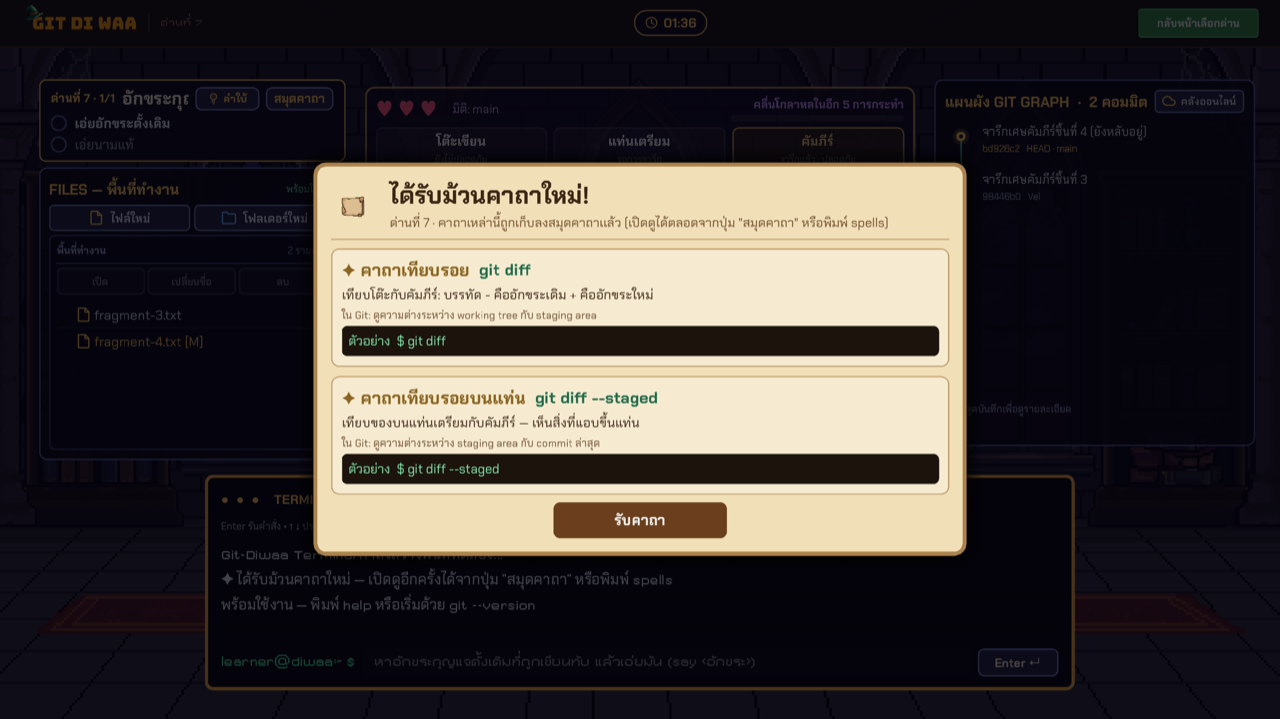 GIT DI WAA
ด่านที่ 7
01:36
กลับหน้าเลือกด่าน
ด่านที่ 7 · 1/1
คำใบ้
สมุดคาถา
เอ่ยอักขระดั้งเดิม
เอ่ยนามแท้
มิติ: main
คลื่นโกลาหลในอีก 5 การกระทำ
โต๊ะเขียน
แท่นเตรียม
คัมภีร์
แผนผัง GIT GRAPH · 2 คอมมิต
คลังออนไลน์
จารึกเศษคัมภีร์ชิ้นที่ 4 (ยังหลับอยู่)
bd926c2 HEAD · main
จารึกเศษคัมภีร์ชิ้นที่ 3
FILES — พื้นที่ทำงาน
ไฟล์ใหม่
โฟลเดอร์ใหม่
พื้นที่ทำงาน
เปิด
เปลี่ยนชื่อ
ลบ
fragment-3.txt
fragment-4.txt [M]
ได้รับม้วนคาถาใหม่!
ด่านที่ 7 · คาถาเหล่านี้ถูกเก็บลงสมุดคาถาแล้ว (เปิดดูได้ตลอดจากปุ่ม "สมุดคาถา" หรือพิมพ์ spells)
✦ คาถาเทียบรอย git diff
เทียบโต๊ะกับคัมภีร์: บรรทัด - คืออักขระเดิม + คืออักขระใหม่
ใน Git: ดูความต่างระหว่าง working tree กับ staging area
ตัวอย่าง $ git diff
✦ คาถาเทียบรอยบนแท่น git diff --staged
เทียบของบนแท่นเตรียมกับคัมภีร์ — เห็นสิ่งที่แอบขึ้นแท่น
ใน Git: ดูความต่างระหว่าง staging area กับ commit ล่าสุด
ตัวอย่าง $ git diff --staged
รับคาถา
✦ ได้รับม้วนคาถาใหม่ — เปิดดูอีกครั้งได้จากปุ่ม "สมุดคาถา" หรือพิมพ์ spells
พร้อมใช้งาน — พิมพ์ help หรือเริ่มด้วย git --version
learner@diwaa:~ $ หาอักขระกุญแจดั้งเดิมที่ถูกเขียนทับ แล้วเอ่ยมัน (say <อักขระ>)
Enter ↵